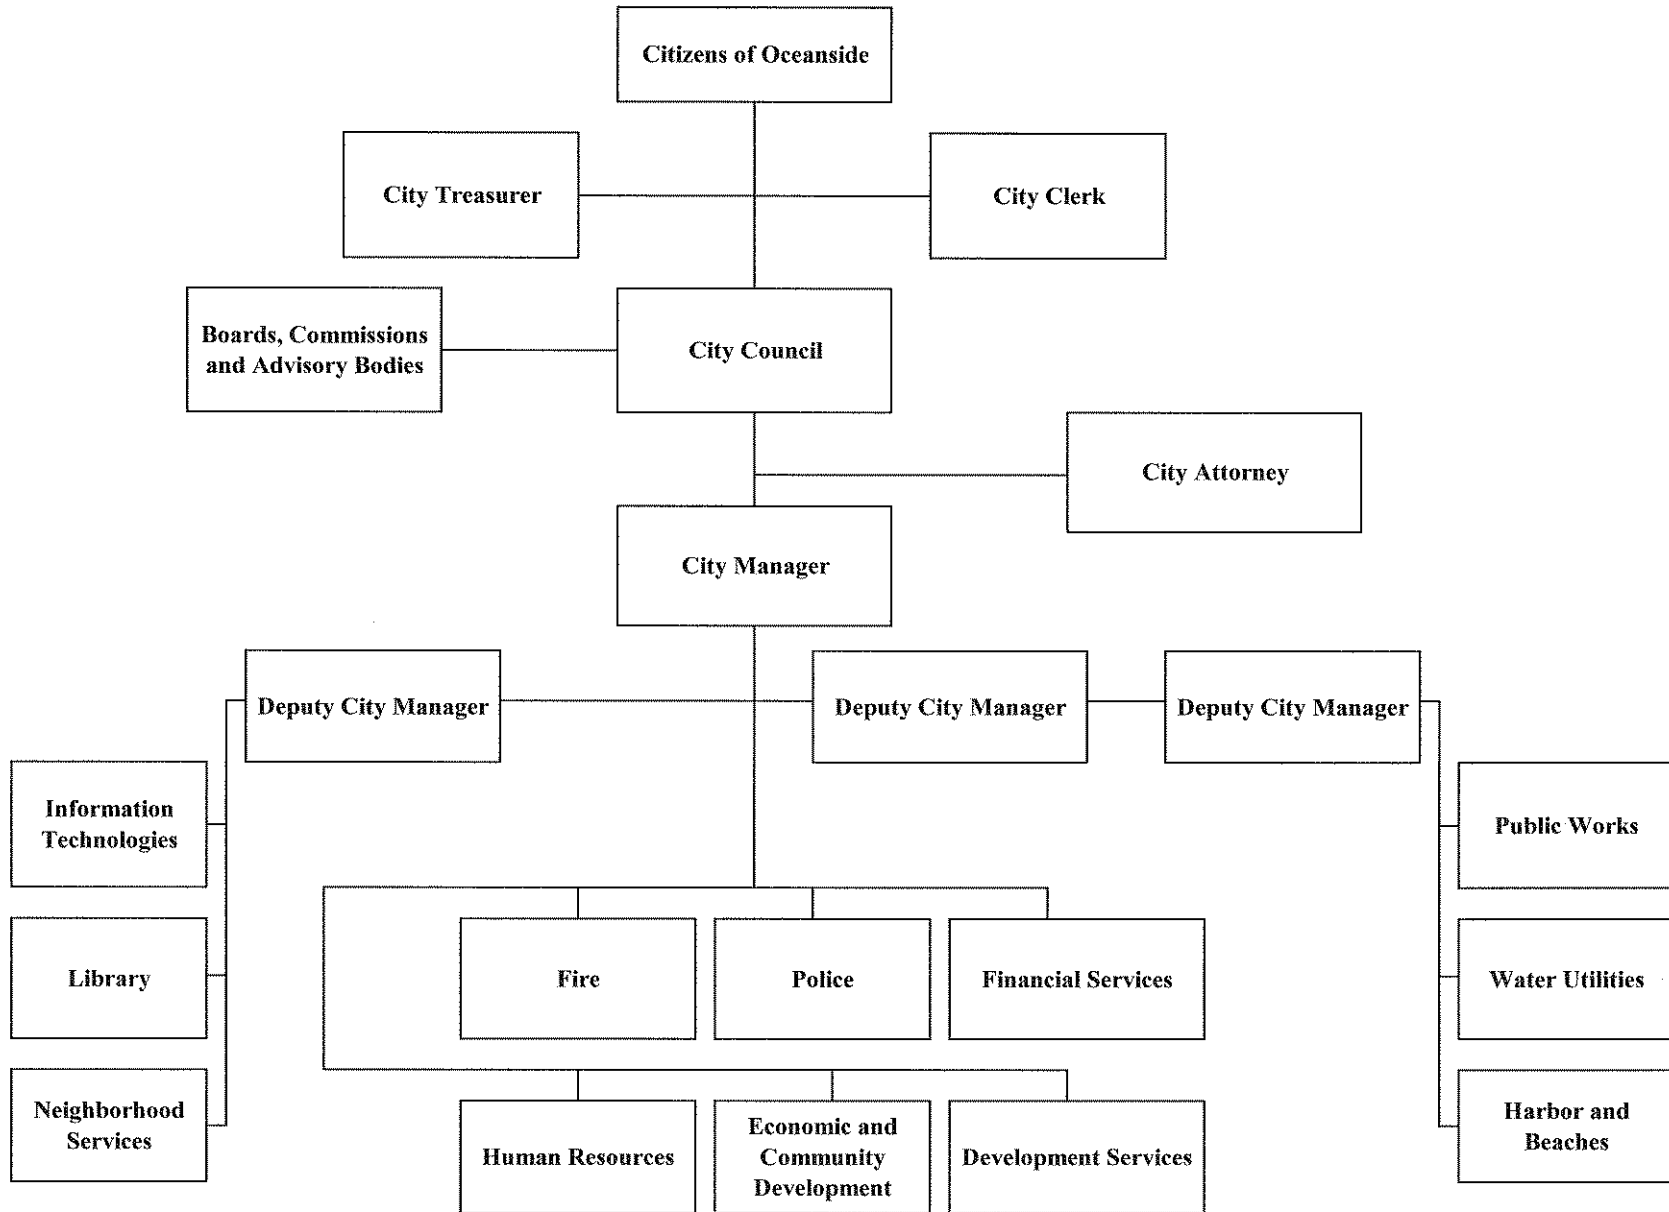 Citizens of Oceanside
City Treasurer
City Clerk
Boards, Commissions
and Advisory Bodies
City Council
City Attorney
City Manager
Deputy City Manager
Deputy City Manager
Deputy City Manager
Information
Technologies
Public Works
Library
Fire
Police
Financial Services
Water Utilities
Neighborhood
Services
Human Resources
Economic and
Community
Development
Development Services
Harbor and
Beaches